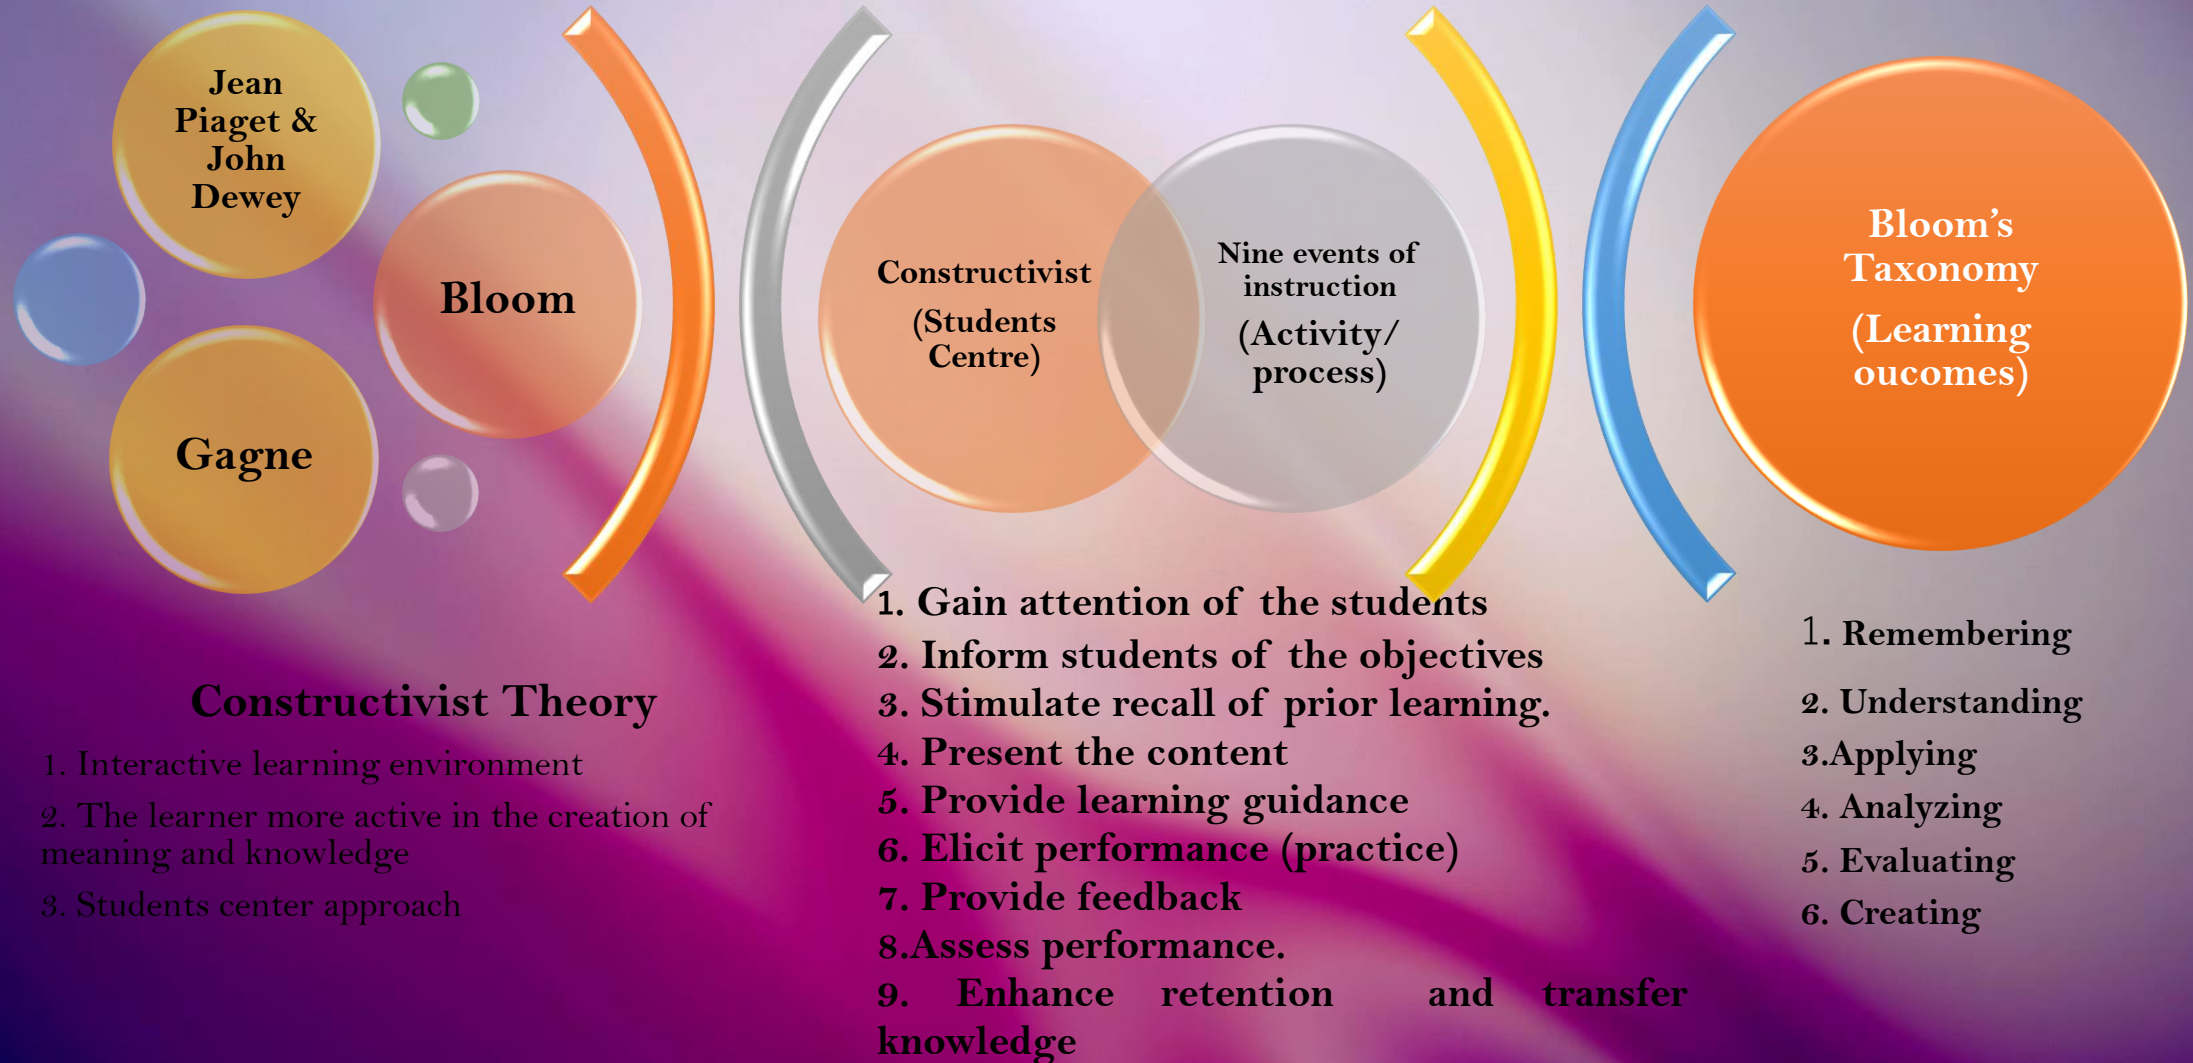 Jean
Piaget &
John
Dewey
Bloom
Gagne
Constructivist
(Students
Centre)
Nine events of
instruction
(Activity/
process)
Bloom’s
Taxonomy
(Learning
oucomes)
Constructivist Theory
1. Interactive learning environment
2. The learner more active in the creation of
meaning and knowledge
3. Students center approach
1. Gain attention of the students
2. Inform students of the objectives
3. Stimulate recall of prior learning.
4. Present the content
5. Provide learning guidance
6. Elicit performance (practice)
7. Provide feedback
8.Assess performance.
9. Enhance retention and transfer
knowledge
1. Remembering
2. Understanding
3.Applying
4. Analyzing
5. Evaluating
6. Creating